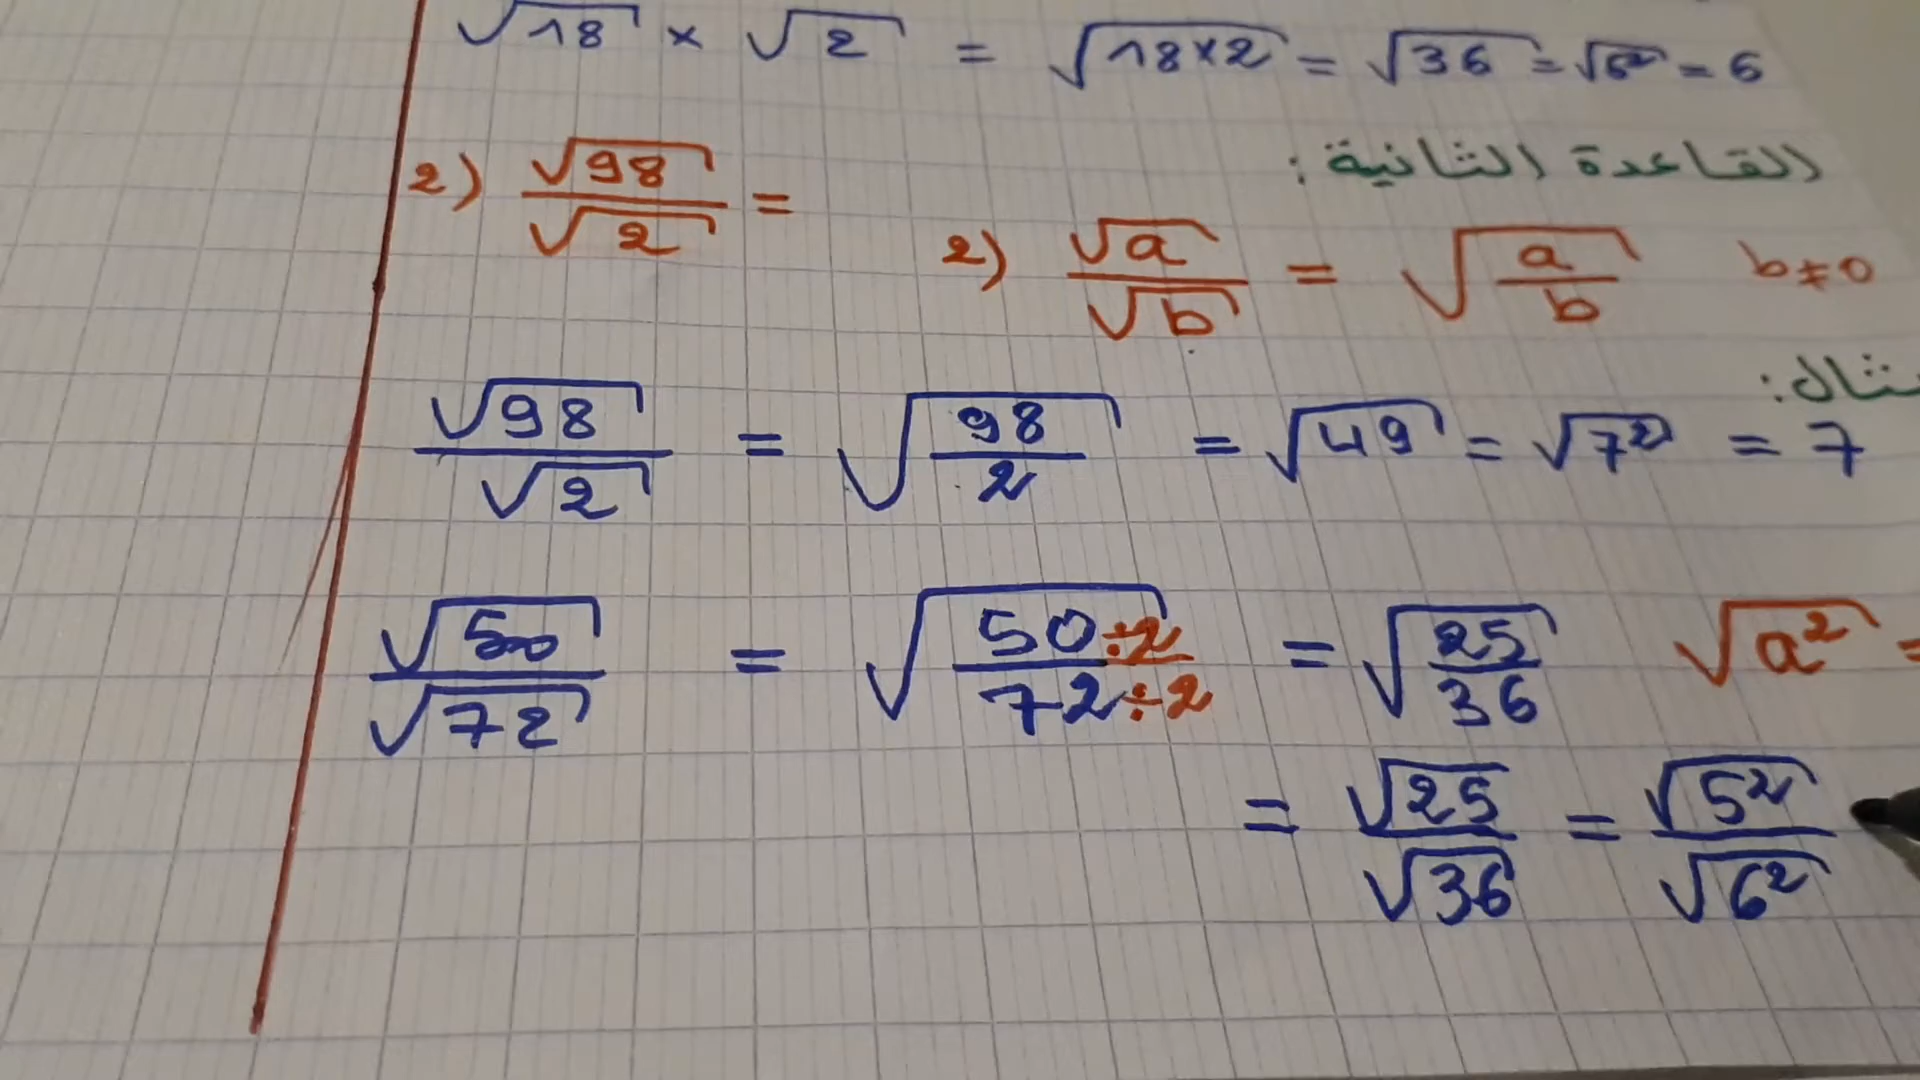 √18 × √2 = √18×2 = √36 = √6² = 6
القاعدة الثانية:
2) √98/√2 =
2) √a/√b = √a/b b≠0
√98/√2 = √98/2 = √49 = √7² = 7
√50/√72 = √50÷2/72÷2 = √25/36 √a² =
= √25/√36 = √5²/√6²